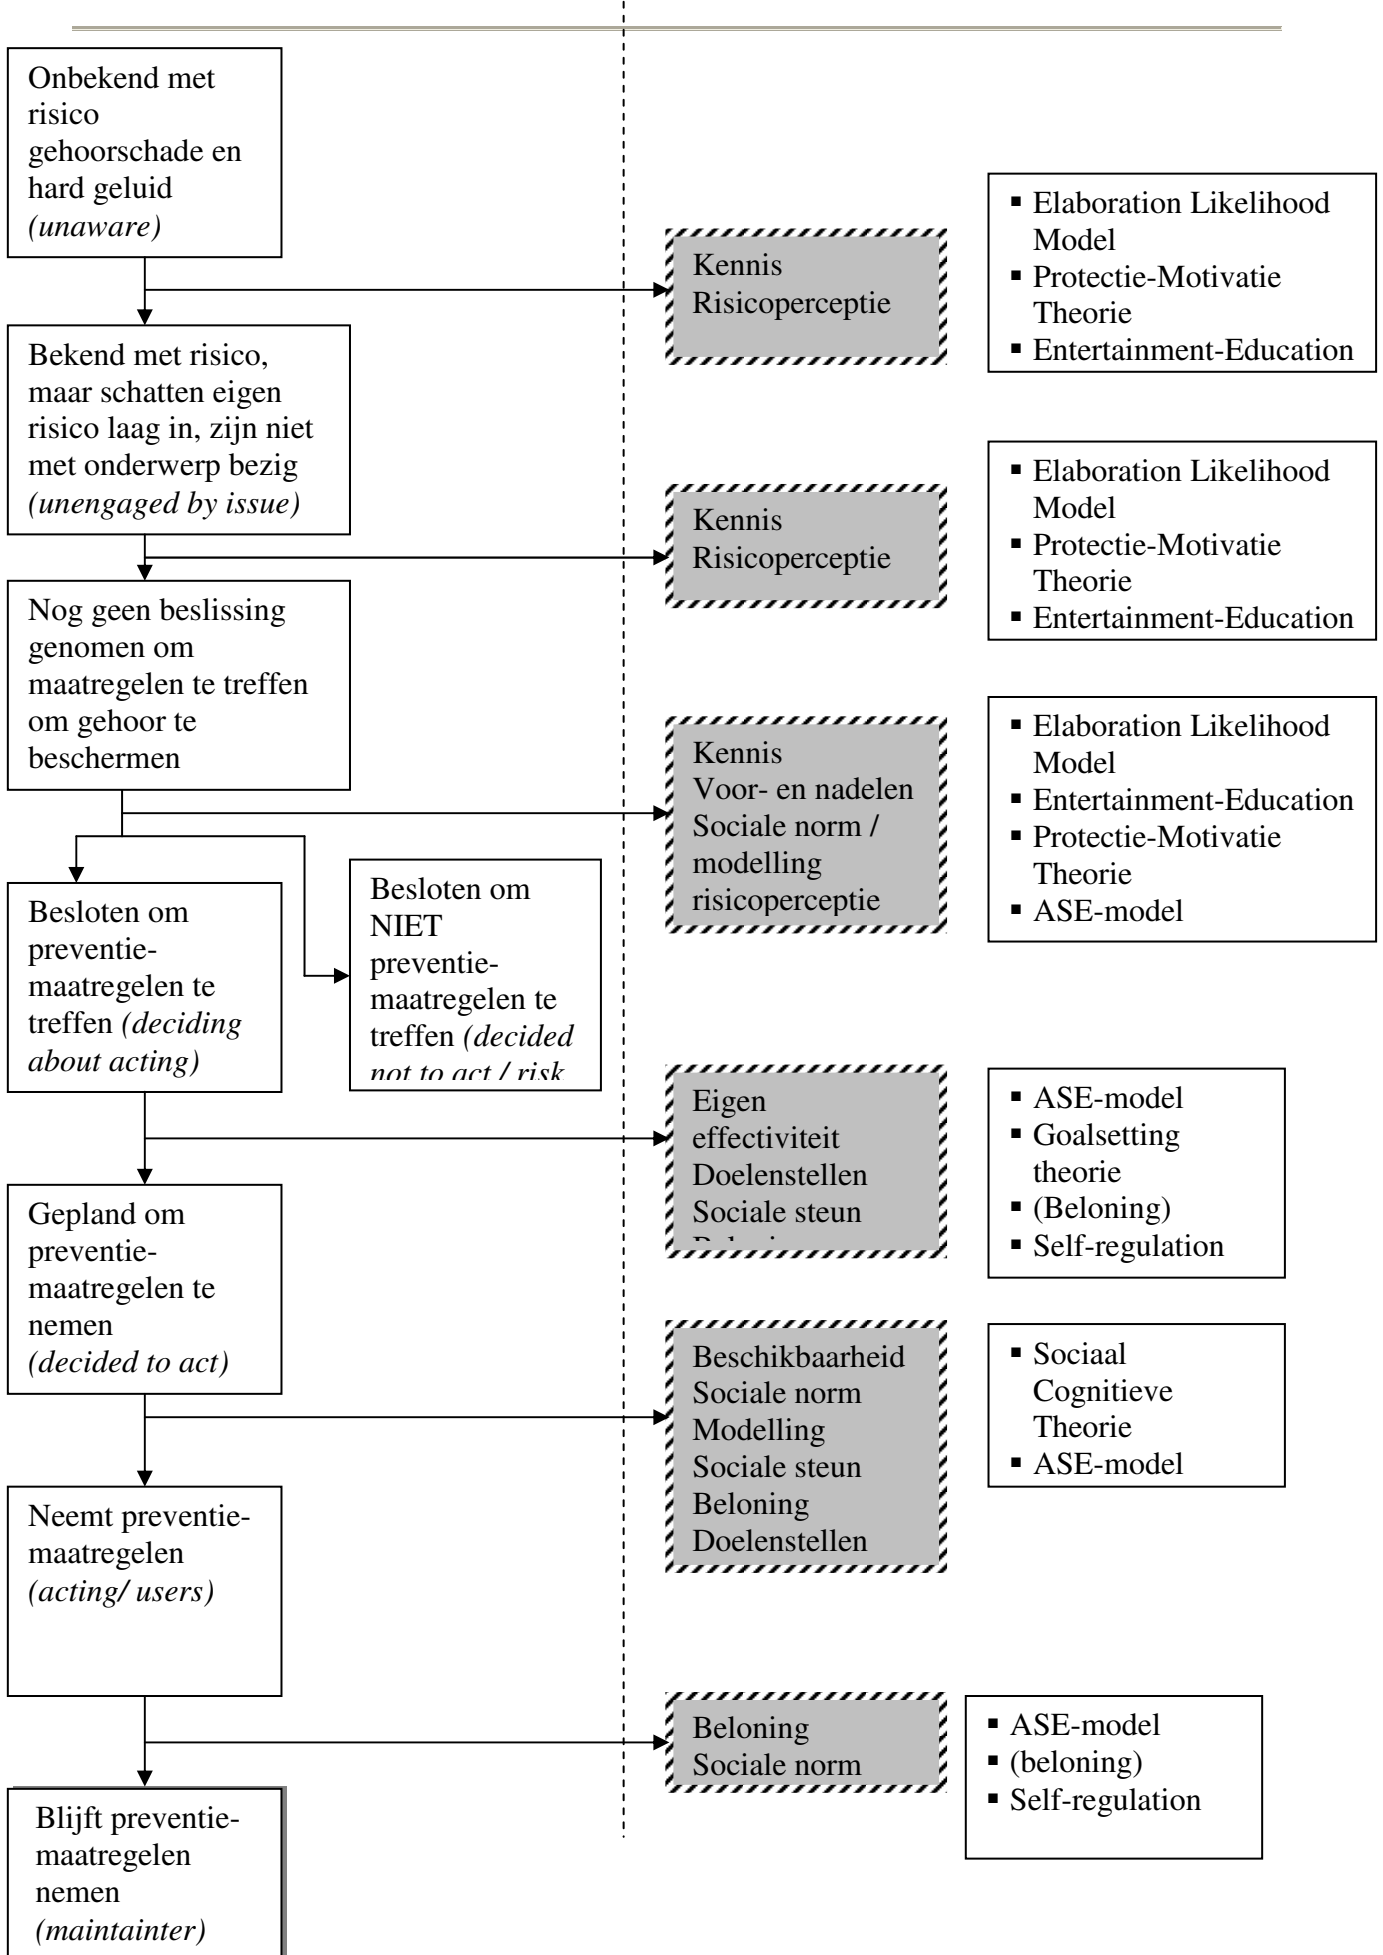 Onbekend met
risico
gehoorschade en
hard geluid
(unaware)
Kennis
Risicoperceptie
▪ Elaboration Likelihood
Model
▪ Protectie-Motivatie
Theorie
▪ Entertainment-Education
Bekend met risico,
maar schatten eigen
risico laag in, zijn niet
met onderwerp bezig
(unengaged by issue)
Kennis
Risicoperceptie
▪ Elaboration Likelihood
Model
▪ Protectie-Motivatie
Theorie
▪ Entertainment-Education
Nog geen beslissing
genomen om
maatregelen te treffen
om gehoor te
beschermen
Kennis
Voor- en nadelen
Sociale norm /
modelling
risicoperceptie
▪ Elaboration Likelihood
Model
▪ Entertainment-Education
▪ Protectie-Motivatie
Theorie
▪ ASE-model
Besloten om
preventie-
maatregelen te
treffen (deciding
about acting)
Besloten om
NIET
preventie-
maatregelen te
treffen (decided
not to act / risk
Eigen
effectiviteit
Doelenstellen
Sociale steun
▪ ASE-model
▪ Goalsetting
theorie
▪ (Beloning)
▪ Self-regulation
Gepland om
preventie-
maatregelen te
nemen
(decided to act)
Beschikbaarheid
Sociale norm
Modelling
Sociale steun
Beloning
Doelenstellen
▪ Sociaal
Cognitieve
Theorie
▪ ASE-model
Neemt preventie-
maatregelen
(acting/ users)
Beloning
Sociale norm
▪ ASE-model
▪ (beloning)
▪ Self-regulation
Blijft preventie-
maatregelen
nemen
(maintainter)